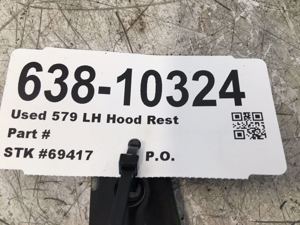 638-10324
Used 579 LH Hood Rest
Part #
STK #69417 P.O.